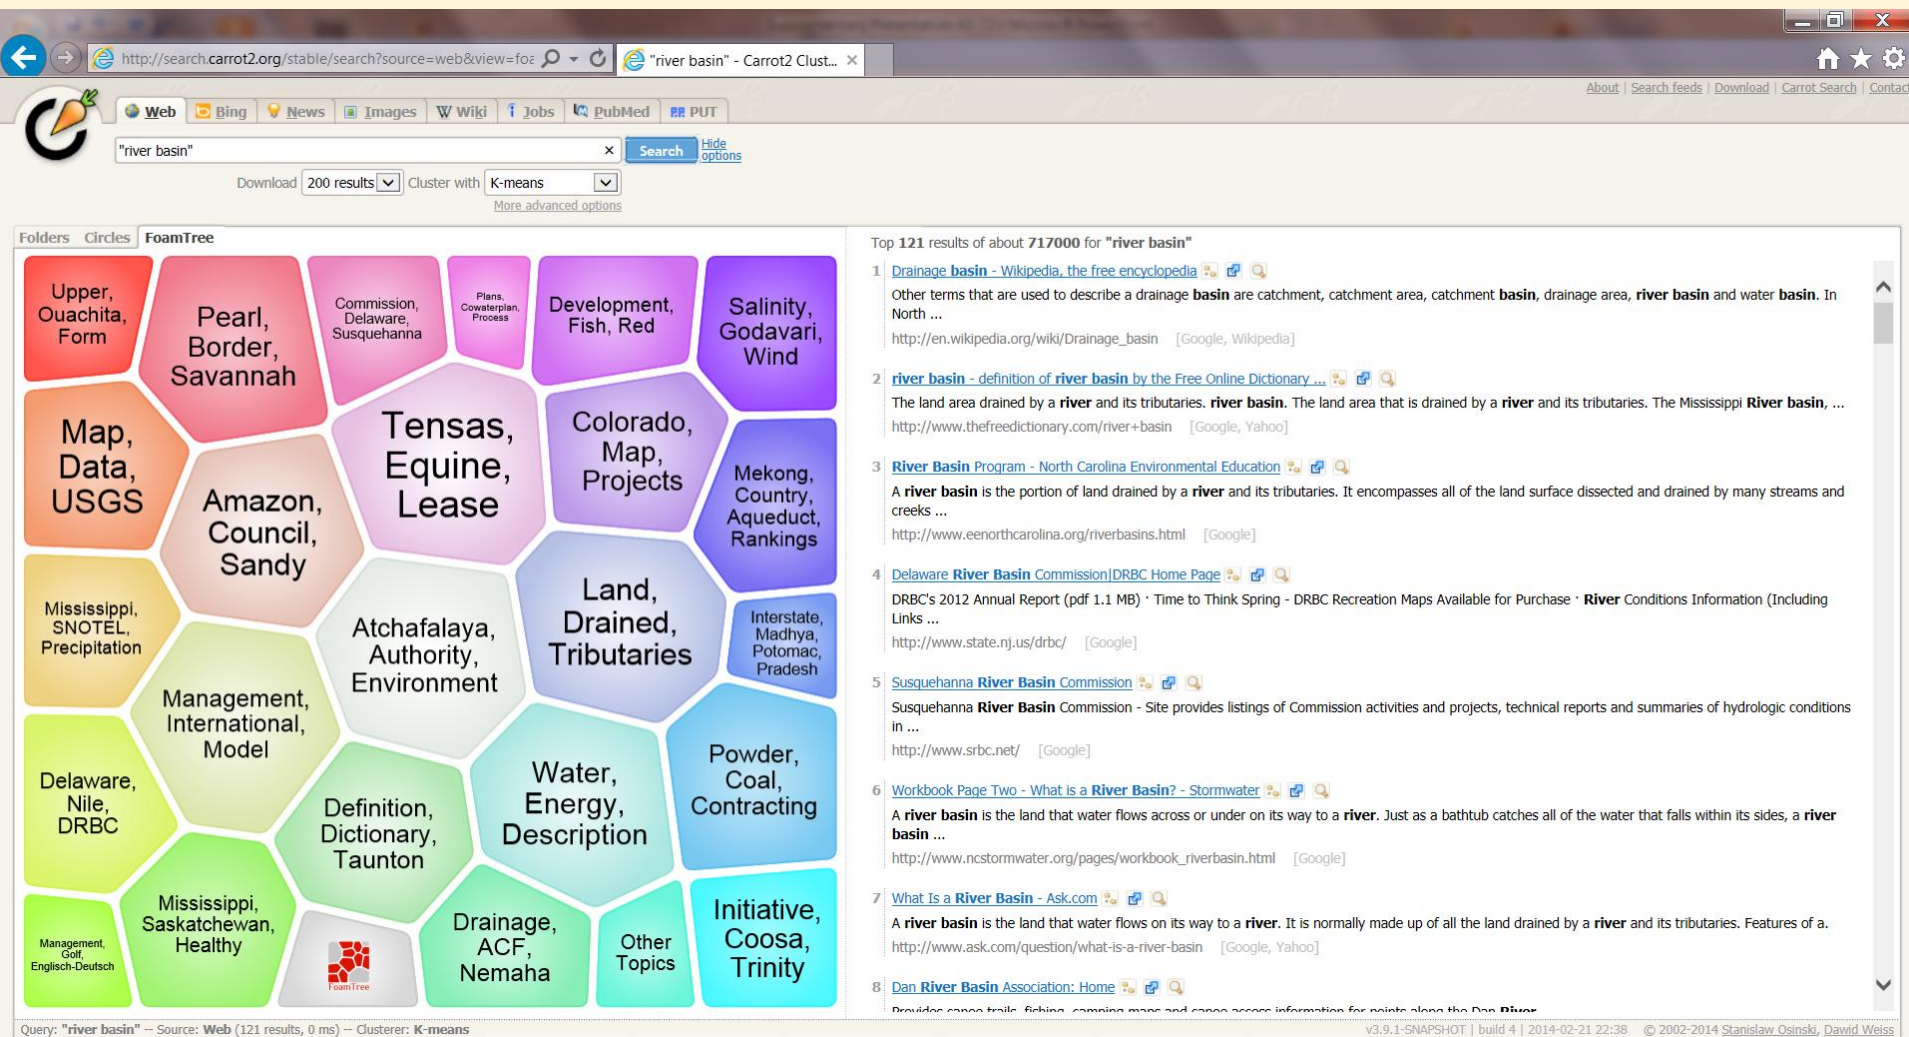 http://search.carrot2.org/stable/search?source=web&view=foa
"river basin" - Carrot2 Clust...
About | Search feeds | Download | Carrot Search | Contact
Web Bing News Images Wiki Jobs PubMed PUT
"river basin" × Search Hide options
Download 200 results Cluster with K-means
More advanced options
Folders Circles FoamTree
Upper,
Ouachita,
Form
Pearl,
Border,
Savannah
Commission,
Delaware,
Susquehanna
Plans,
Cowaterplan,
Process
Development,
Fish, Red
Salinity,
Godavari,
Wind
Map,
Data,
USGS
Amazon,
Council,
Sandy
Tensas,
Equine,
Lease
Colorado,
Map,
Projects
Mekong,
Country,
Aqueduct,
Rankings
Mississippi,
SNOTEL,
Precipitation
Atchafalaya,
Authority,
Environment
Land,
Drained,
Tributaries
Interstate,
Madhya,
Potomac,
Pradesh
Management,
International,
Model
Delaware,
Nile,
DRBC
Definition,
Dictionary,
Taunton
Water,
Energy,
Description
Powder,
Coal,
Contracting
Management,
Golf,
Englisch-Deutsch
Mississippi,
Saskatchewan,
Healthy
FoamTree
Drainage,
ACF,
Nemaha
Other
Topics
Initiative,
Coosa,
Trinity
Top 121 results of about 717000 for "river basin"
1 Drainage basin - Wikipedia, the free encyclopedia
Other terms that are used to describe a drainage basin are catchment, catchment area, catchment basin, drainage area, river basin and water basin. In
North ...
http://en.wikipedia.org/wiki/Drainage_basin [Google, Wikipedia]
2 river basin - definition of river basin by the Free Online Dictionary ...
The land area drained by a river and its tributaries. river basin. The land area that is drained by a river and its tributaries. The Mississippi River basin, ...
http://www.thefreedictionary.com/river+basin [Google, Yahoo]
3 River Basin Program - North Carolina Environmental Education
A river basin is the portion of land drained by a river and its tributaries. It encompasses all of the land surface dissected and drained by many streams and
creeks ...
http://www.eenorthcarolina.org/riverbasins.html [Google]
4 Delaware River Basin Commission|DRBC Home Page
DRBC's 2012 Annual Report (pdf 1.1 MB) · Time to Think Spring - DRBC Recreation Maps Available for Purchase · River Conditions Information (Including
Links ...
http://www.state.nj.us/drbc/ [Google]
5 Susquehanna River Basin Commission
Susquehanna River Basin Commission - Site provides listings of Commission activities and projects, technical reports and summaries of hydrologic conditions
in ...
http://www.srbc.net/ [Google]
6 Workbook Page Two - What is a River Basin? - Stormwater
A river basin is the land that water flows across or under on its way to a river. Just as a bathtub catches all of the water that falls within its sides, a river
basin ...
http://www.ncstormwater.org/pages/workbook_riverbasin.html [Google]
7 What Is a River Basin - Ask.com
A river basin is the land that water flows on its way to a river. It is normally made up of all the land drained by a river and its tributaries. Features of a.
http://www.ask.com/question/what-is-a-river-basin [Google, Yahoo]
8 Dan River Basin Association: Home
Provides canoe trails, fishing, camping maps and canoe access information for points along the Dan River
Query: "river basin" -- Source: Web (121 results, 0 ms) -- Clusterer: K-means
v3.9.1-SNAPSHOT | build 4 | 2014-02-21 22:38 © 2002-2014 Stanislaw Osinski, Dawid Weiss